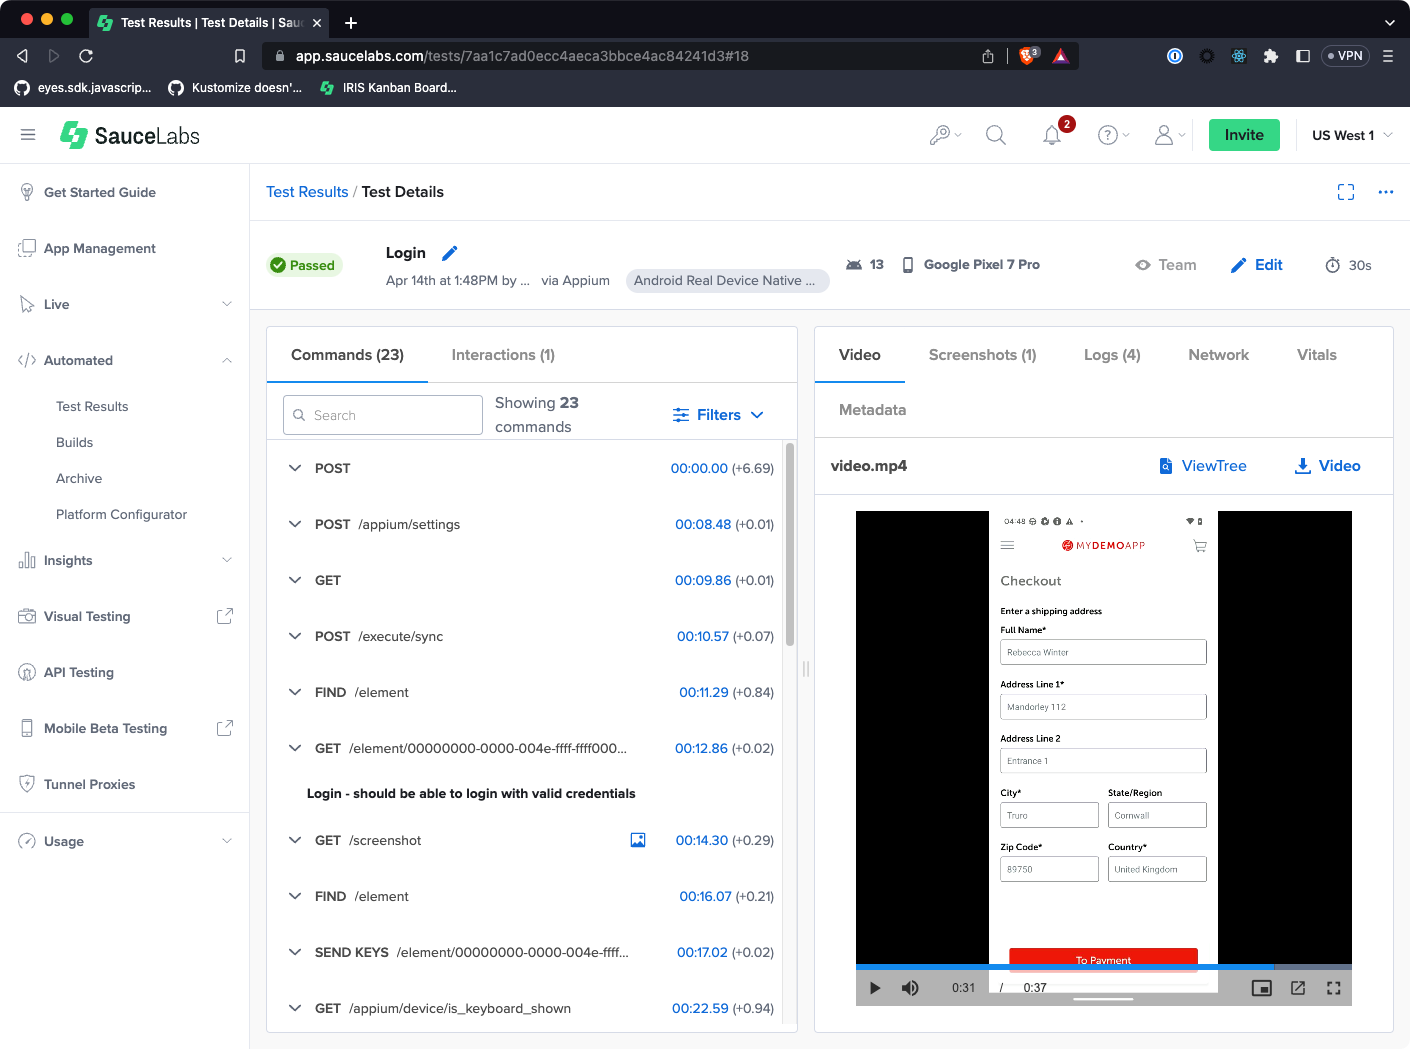 Test Results | Test Details | Sau
app.saucelabs.com/tests/7aa1c7ad0ecc4aeca3bbce4ac84241d3#18
3
VPN
eyes.sdk.javascrip...
Kustomize doesn'...
IRIS Kanban Board...
SAUCELABS
2
Invite
US West 1
Get Started Guide
App Management
Live
Automated
Test Results
Builds
Archive
Platform Configurator
Insights
Visual Testing
API Testing
Mobile Beta Testing
Tunnel Proxies
Usage
Test Results / Test Details
Passed
Login
Apr 14th at 1:48PM by ... via Appium Android Real Device Native ...
13 Google Pixel 7 Pro
Team
Edit
30s
Commands (23) Interactions (1)
Search
Showing 23 commands
Filters
POST 00:00.00 (+6.69)
POST /appium/settings 00:08.48 (+0.01)
GET 00:09.86 (+0.01)
POST /execute/sync 00:10.57 (+0.07)
FIND /element 00:11.29 (+0.84)
GET /element/00000000-0000-004e-ffff-ffff000... 00:12.86 (+0.02)
Login - should be able to login with valid credentials
GET /screenshot 00:14.30 (+0.29)
FIND /element 00:16.07 (+0.21)
SEND KEYS /element/00000000-0000-004e-ffff... 00:17.02 (+0.02)
GET /appium/device/is_keyboard_shown 00:22.59 (+0.94)
Video Screenshots (1) Logs (4) Network Vitals
Metadata
video.mp4
ViewTree
Video
04:48
MYDEMOAPP
Checkout
Enter a shipping address
Full Name*
Rebecca Winter
Address Line 1*
Mandorley 112
Address Line 2
Entrance 1
City* State/Region
Truro Cornwall
Zip Code* Country*
89750 United Kingdom
To Payment
0:31 / 0:37